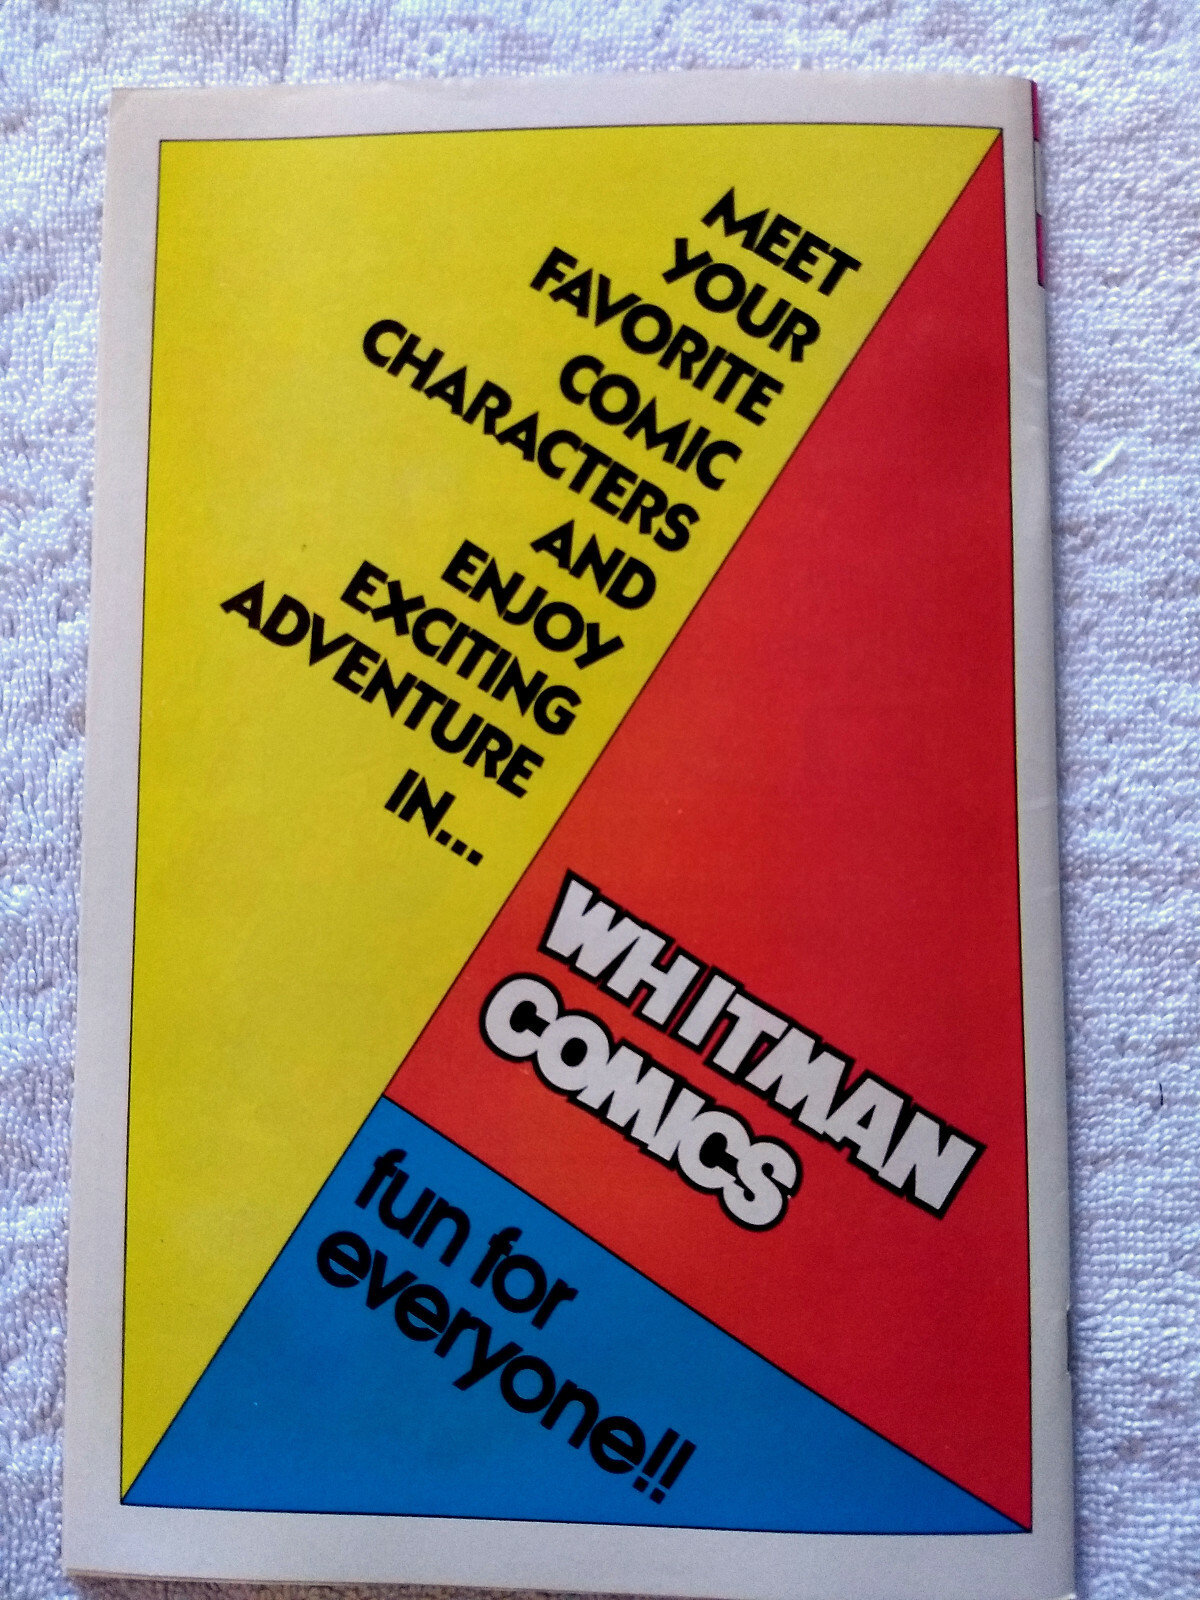 MEET
YOUR
FAVORITE
COMIC
CHARACTERS
AND
ENJOY
EXCITING
ADVENTURE
IN...
WHITMAN
COMICS
fun for
everyone!!